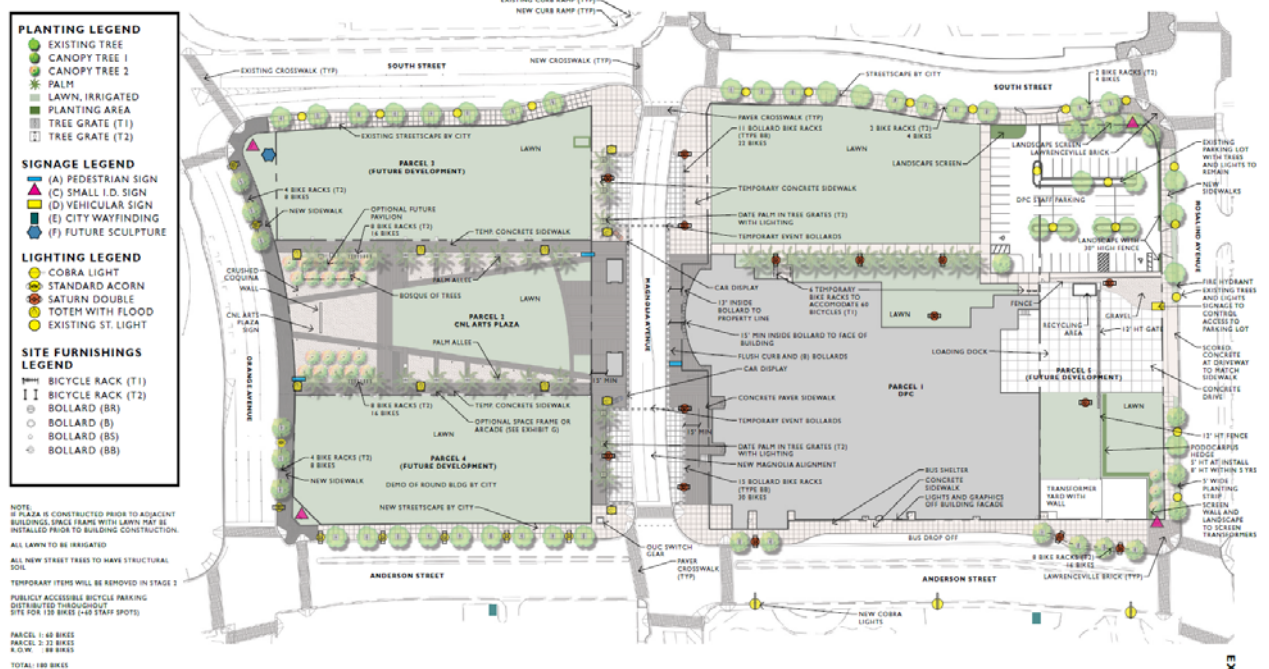 EXISTING CURB RAMP (TYP)
NEW CURB RAMP (TYP)
PLANTING LEGEND
EXISTING TREE
CANOPY TREE 1
CANOPY TREE 2
PALM
LAWN, IRRIGATED
PLANTING AREA
TREE GRATE (T1)
TREE GRATE (T2)
SIGNAGE LEGEND
(A) PEDESTRIAN SIGN
(C) SMALL I.D. SIGN
(D) VEHICULAR SIGN
(E) CITY WAYFINDING
(F) FUTURE SCULPTURE
LIGHTING LEGEND
COBRA LIGHT
STANDARD ACORN
SATURN DOUBLE
TOTEM WITH FLOOD
EXISTING ST. LIGHT
SITE FURNISHINGS
LEGEND
BICYCLE RACK (T1)
BICYCLE RACK (T2)
BOLLARD (BR)
BOLLARD (B)
BOLLARD (BS)
BOLLARD (BB)
NOTE:
IF PLAZA IS CONSTRUCTED PRIOR TO ADJACENT
BUILDINGS, SPACE FRAME WITH LAWN MAY BE
INSTALLED PRIOR TO BUILDING CONSTRUCTION.
ALL LAWN TO BE IRRIGATED
ALL NEW STREET TREES TO HAVE STRUCTURAL
SOIL
TEMPORARY ITEMS WILL BE REMOVED IN STAGE 2
PUBLICLY ACCESSIBLE BICYCLE PARKING
DISTRIBUTED THROUGHOUT
SITE FOR 120 BIKES (+60 STAFF SPOTS)
PARCEL 1: 60 BIKES
PARCEL 2: 32 BIKES
R.O.W. : 88 BIKES
TOTAL: 180 BIKES
EXISTING CROSSWALK (TYP)
SOUTH STREET
NEW CROSSWALK (TYP)
EXISTING STREETSCAPE BY CITY
LAWN
PARCEL 3
(FUTURE DEVELOPMENT)
4 BIKE RACKS (T2)
8 BIKES
NEW SIDEWALK
OPTIONAL FUTURE
PAVILION
8 BIKE RACKS (T2)
16 BIKES
TEMP. CONCRETE SIDEWALK
CRUSHED
COQUINA
WALL
CNL ARTS
PLAZA
SIGN
PALM ALLEE
BOSQUE OF TREES
LAWN
PARCEL 2
CNL ARTS PLAZA
PALM ALLEE
15' MIN
ORANGE AVENUE
8 BIKE RACKS (T2)
16 BIKES
TEMP. CONCRETE SIDEWALK
OPTIONAL SPACE FRAME OR
ARCADE (SEE EXHIBIT G)
LAWN
4 BIKE RACKS (T2)
8 BIKES
PARCEL 4
(FUTURE DEVELOPMENT)
NEW SIDEWALK
DEMO OF ROUND BLDG BY CITY
NEW STREETSCAPE BY CITY
ANDERSON STREET
MAGNOLIA AVENUE
STREETSCAPE BY CITY
SOUTH STREET
2 BIKE RACKS (T2)
4 BIKES
PAVER CROSSWALK (TYP)
11 BOLLARD BIKE RACKS
(TYPE BB)
22 BIKES
2 BIKE RACKS (T2)
4 BIKES
LAWN
LANDSCAPE SCREEN
LANDSCAPE SCREEN
LAWRENCEVILLE BRICK
EXISTING
PARKING LOT
WITH TREES
AND LIGHTS TO
REMAIN
NEW
SIDEWALKS
TEMPORARY CONCRETE SIDEWALK
DPC STAFF PARKING
DATE PALM IN TREE GRATES (T2)
WITH LIGHTING
TEMPORARY EVENT BOLLARDS
LANDSCAPE WITH
30" HIGH FENCE
ROSALIND AVENUE
CAR DISPLAY
13' INSIDE
BOLLARD TO
PROPERTY LINE
6 TEMPORARY
BIKE RACKS TO
ACCOMODATE 60
BICYCLES (T1)
LAWN
FENCE
RECYCLING
AREA
GRAVEL
12' HT GATE
FIRE HYDRANT
EXISTING TREES
AND LIGHTS
SIGNAGE TO
CONTROL
ACCESS TO
PARKING LOT
15' MIN INSIDE BOLLARD TO FACE OF
BUILDING
FLUSH CURB AND (B) BOLLARDS
CAR DISPLAY
LOADING DOCK
SCORED
CONCRETE
AT DRIVEWAY
TO MATCH
SIDEWALK
PARCEL 5
(FUTURE DEVELOPMENT)
PARCEL 1
DPC
CONCRETE
DRIVE
CONCRETE PAVER SIDEWALK
LAWN
TEMPORARY EVENT BOLLARDS
15' MIN
12' HT FENCE
PODOCARPUS
HEDGE
5' HT AT INSTALL
8' HT WITHIN 5 YRS
DATE PALM IN TREE GRATES (T2)
WITH LIGHTING
NEW MAGNOLIA ALIGNMENT
15 BOLLARD BIKE RACKS
(TYPE BB)
30 BIKES
BUS SHELTER
CONCRETE
SIDEWALK
LIGHTS AND GRAPHICS
OFF BUILDING FACADE
TRANSFORMER
YARD WITH
WALL
5' WIDE
PLANTING
STRIP
SCREEN
WALL AND
LANDSCAPE
TO SCREEN
TRANSFORMERS
BUS DROP OFF
OUC SWITCH
GEAR
PAVER
CROSSWALK
(TYP)
8 BIKE RACKS (T2)
16 BIKES
LAWRENCEVILLE BRICK (TYP)
ANDERSON STREET
NEW COBRA
LIGHTS
EX